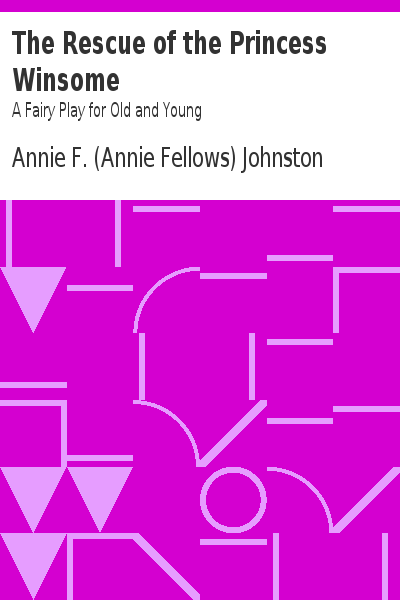 The Rescue of the Princess
Winsome
A Fairy Play for Old and Young
Annie F. (Annie Fellows) Johnston